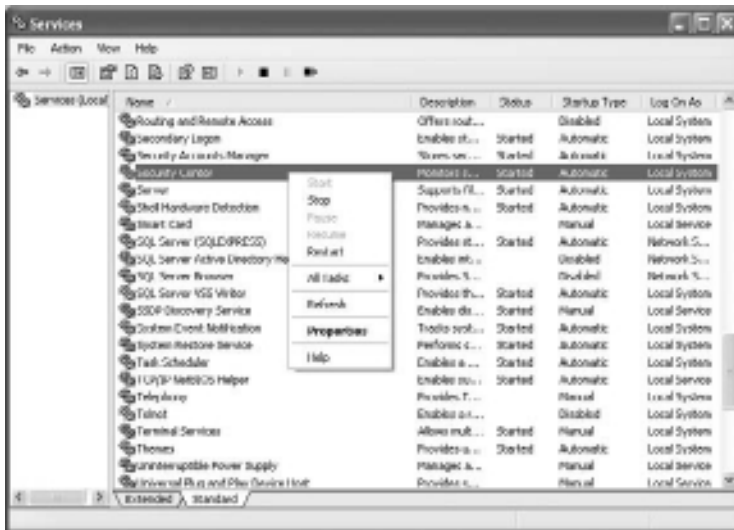 Services
File Action View Help
Services (Local
Name / Description Status Startup Type Log On As
Routing and Remote Access Offers rout... Disabled Local System
Secondary Logon Enables st... Started Automatic Local System
Security Accounts Manager Stores sec... Started Automatic Local System
Security Center Monitors s... Started Automatic Local System
Server Supports fil... Started Automatic Local System
Shell Hardware Detection Provides n... Started Automatic Local System
Smart Card Manages a... Manual Local Service
SQL Server (SQLEXPRESS) Provides st... Started Automatic Network S...
SQL Server Active Directory He Enables int... Disabled Network S...
SQL Server Browser Provides S... Disabled Network S...
SQL Server VSS Writer Provides th... Started Automatic Local System
SSDP Discovery Service Enables dis... Started Manual Local Service
System Event Notification Tracks syst... Started Automatic Local System
System Restore Service Performs s... Started Automatic Local System
Task Scheduler Enables a ... Started Automatic Local System
TCP/IP NetBIOS Helper Enables su... Started Automatic Local Service
Telephony Provides T... Manual Local System
Telnet Enables a r... Disabled Local System
Terminal Services Allows mult... Started Manual Local System
Themes Provides u... Started Automatic Local System
Uninterruptible Power Supply Manages a... Manual Local Service
Universal Plug and Play Device Host Provides s... Manual Local Service
Start
Stop
Pause
Resume
Restart
All Tasks
Refresh
Properties
Help
Extended Standard